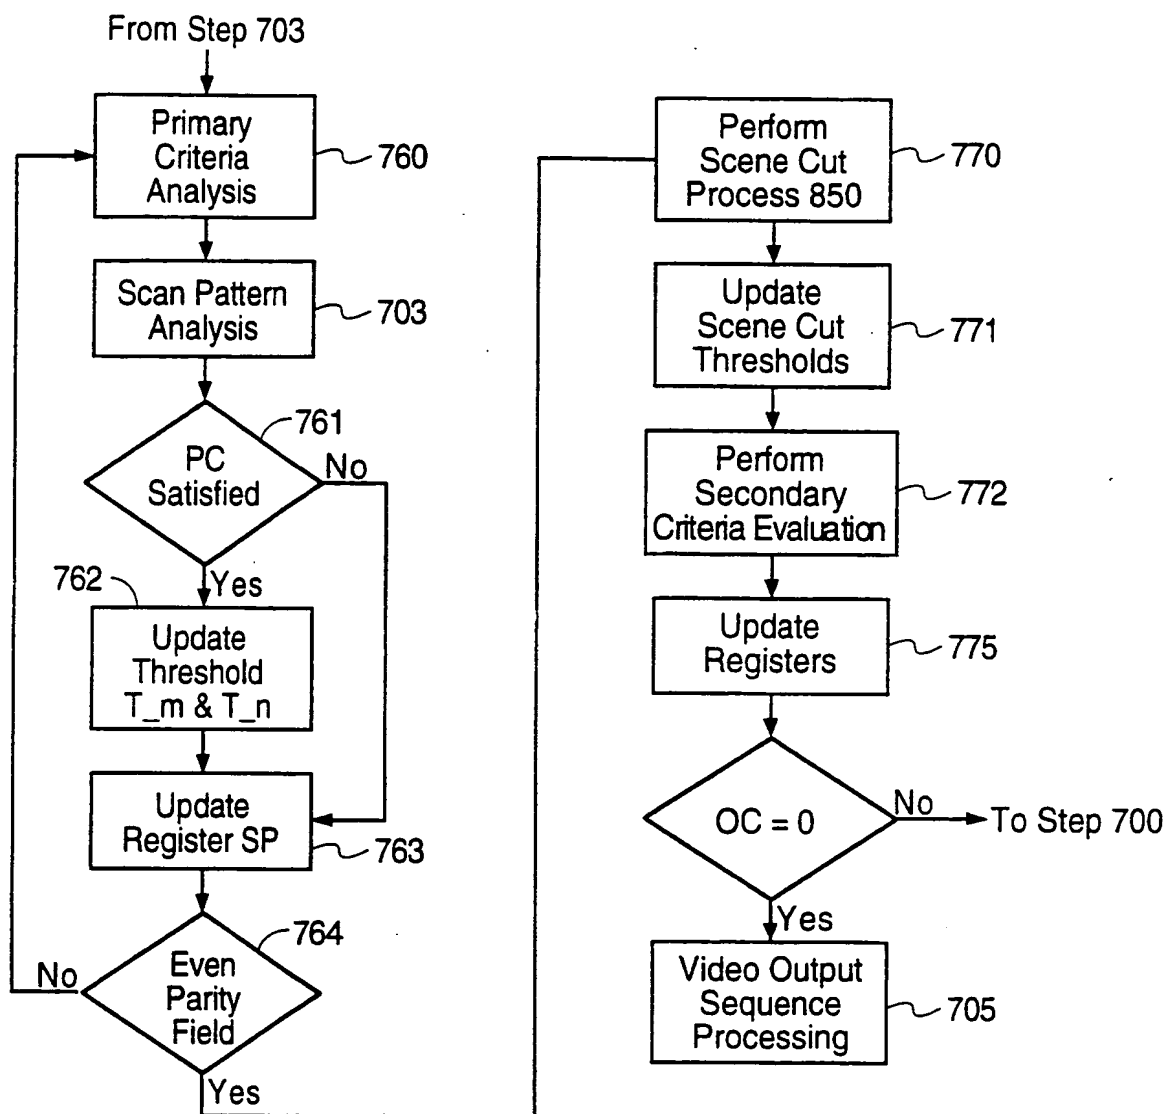 From Step 703
Primary
Criteria
Analysis
760
Scan Pattern
Analysis
703
761
PC
Satisfied
No
Yes
762
Update
Threshold
T_m & T_n
Update
Register SP
763
764
Even
Parity
Field
No
Yes
Perform
Scene Cut
Process 850
770
Update
Scene Cut
Thresholds
771
Perform
Secondary
Criteria Evaluation
772
Update
Registers
775
OC = 0
No
To Step 700
Yes
Video Output
Sequence
Processing
705